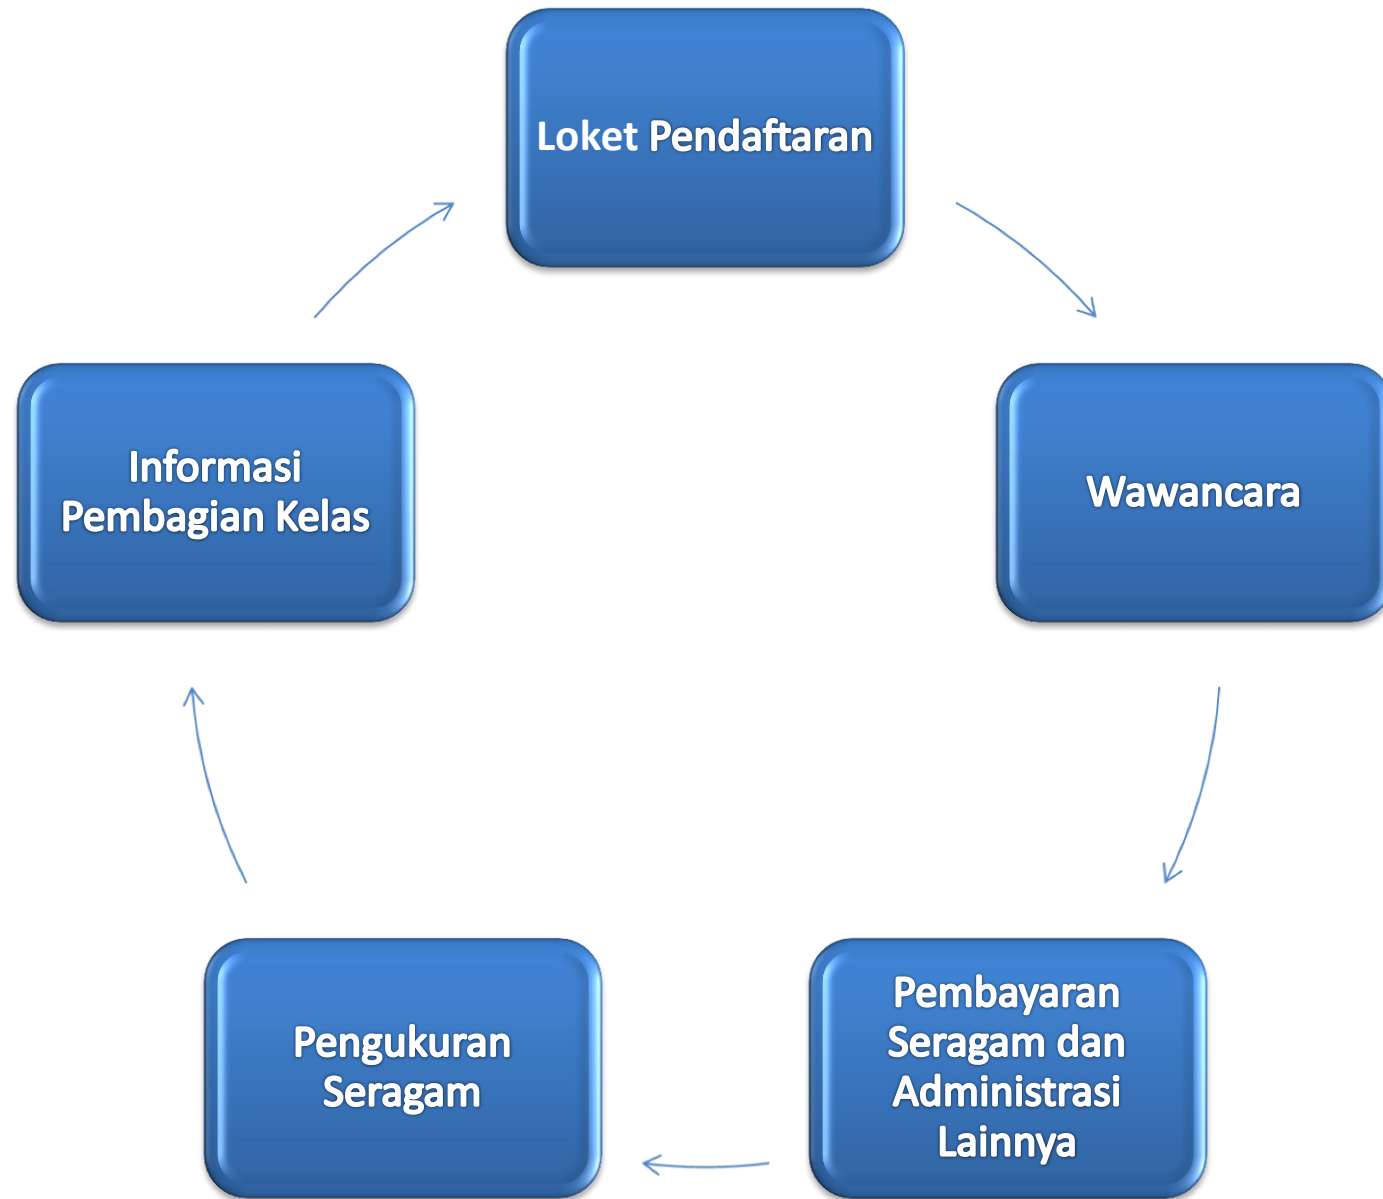 Loket Pendaftaran
Wawancara
Pembayaran
Seragam dan
Administrasi
Lainnya
Pengukuran
Seragam
Informasi
Pembagian Kelas